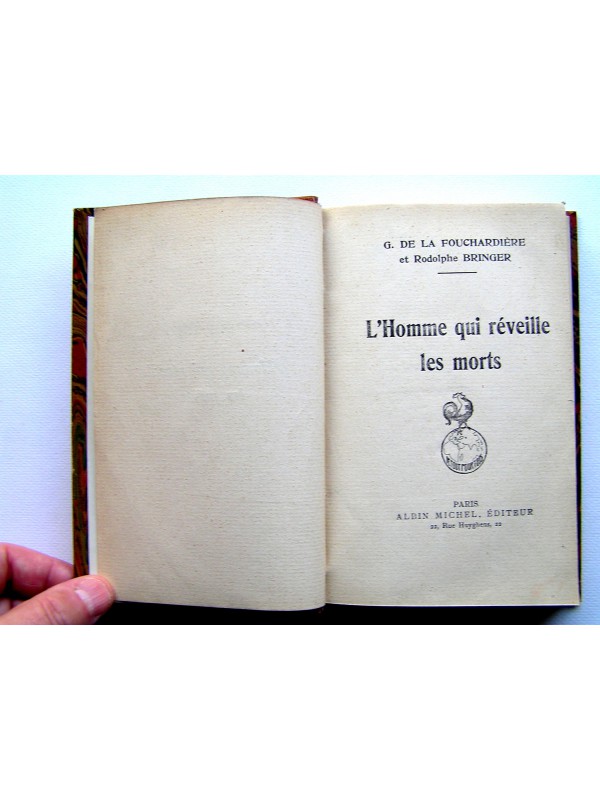 G. DE LA FOUCHARDIÈRE
et Rodolphe BRINGER
L'Homme qui réveille
les morts
PARIS
ALBIN MICHEL, ÉDITEUR
22, Rue Huyghens, 22